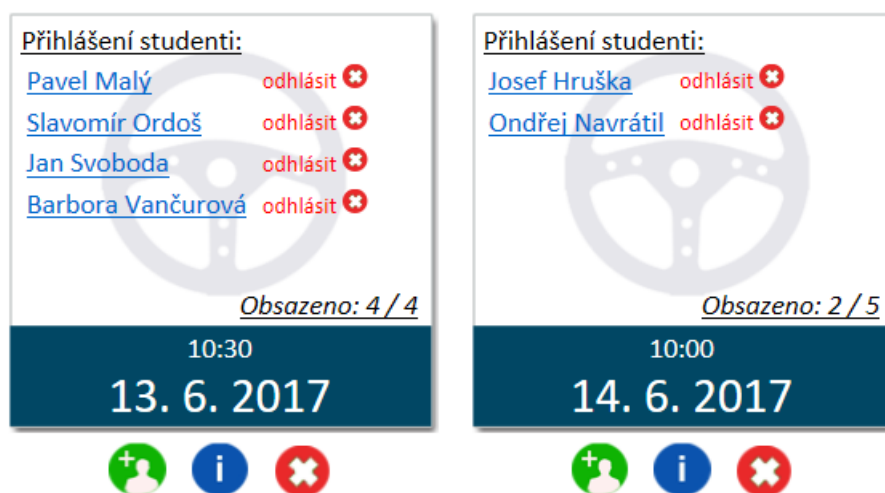 Přihlášení studenti:
Pavel Malý odhlásit
Slavomír Ordoš odhlásit
Jan Svoboda odhlásit
Barbora Vančurová odhlásit
Obsazeno: 4 / 4
10:30
13. 6. 2017
i
Přihlášení studenti:
Josef Hruška odhlásit
Ondřej Navrátil odhlásit
Obsazeno: 2 / 5
10:00
14. 6. 2017
i